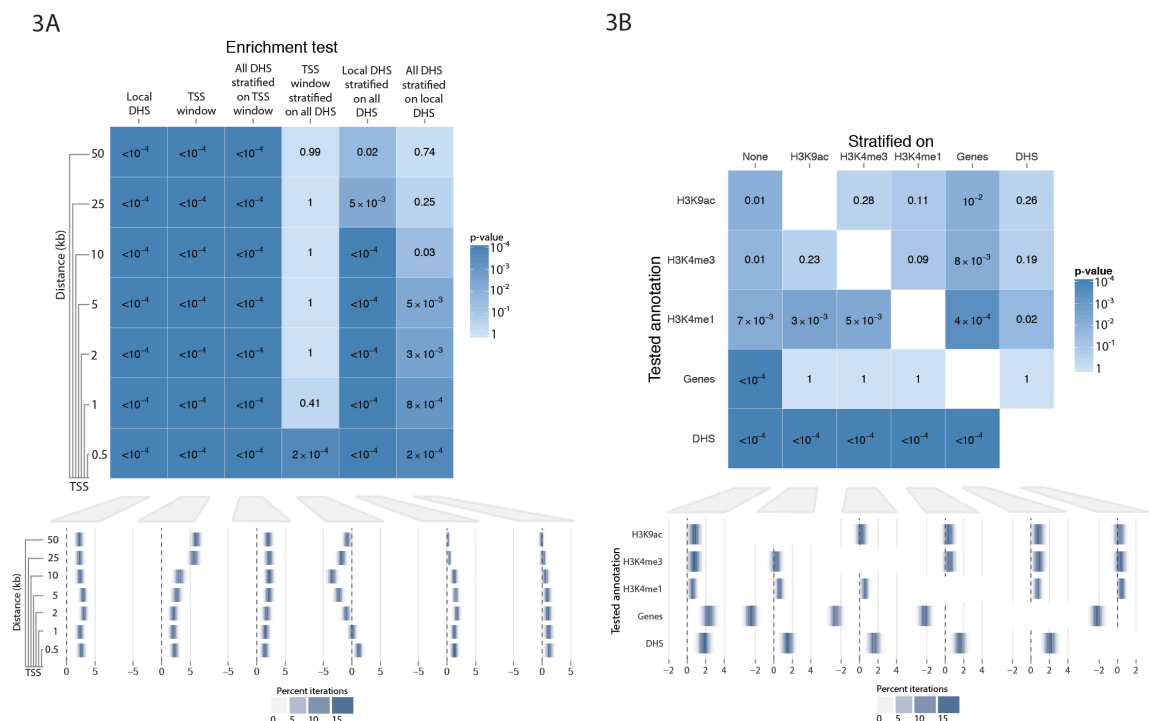 3A
Enrichment test
Local DHS
TSS window
All DHS stratified on TSS window
TSS window stratified on all DHS
Local DHS stratified on all DHS
All DHS stratified on local DHS
Distance (kb)
50 <10⁻⁴ <10⁻⁴ <10⁻⁴ 0.99 0.02 0.74
25 <10⁻⁴ <10⁻⁴ <10⁻⁴ 1 5 × 10⁻³ 0.25
10 <10⁻⁴ <10⁻⁴ <10⁻⁴ 1 <10⁻⁴ 0.03
5 <10⁻⁴ <10⁻⁴ <10⁻⁴ 1 <10⁻⁴ 5 × 10⁻³
2 <10⁻⁴ <10⁻⁴ <10⁻⁴ 1 <10⁻⁴ 3 × 10⁻³
1 <10⁻⁴ <10⁻⁴ <10⁻⁴ 0.41 <10⁻⁴ 8 × 10⁻⁴
0.5 <10⁻⁴ <10⁻⁴ <10⁻⁴ 2 × 10⁻⁴ <10⁻⁴ 2 × 10⁻⁴
TSS
p-value
10⁻⁴
10⁻³
10⁻²
10⁻¹
1
Distance (kb)
50
25
10
5
2
1
0.5
TSS
0 5 −5 0 5 0 5 −5 0 5 0 5 −5 0 5
Percent iterations
0 5 10 15
3B
Stratified on
None H3K9ac H3K4me3 H3K4me1 Genes DHS
Tested annotation
H3K9ac 0.01 0.28 0.11 10⁻² 0.26
H3K4me3 0.01 0.23 0.09 8 × 10⁻³ 0.19
H3K4me1 7 × 10⁻³ 3 × 10⁻³ 5 × 10⁻³ 4 × 10⁻⁴ 0.02
Genes <10⁻⁴ 1 1 1 1
DHS <10⁻⁴ <10⁻⁴ <10⁻⁴ <10⁻⁴ <10⁻⁴
p-value
10⁻⁴
10⁻³
10⁻²
10⁻¹
1
Tested annotation
H3K9ac
H3K4me3
H3K4me1
Genes
DHS
−2 0 2 4 −2 0 2 4 −2 0 2 4 −2 0 2 4 −2 0 2 4 −2 0 2
Percent iterations
0 5 10 15